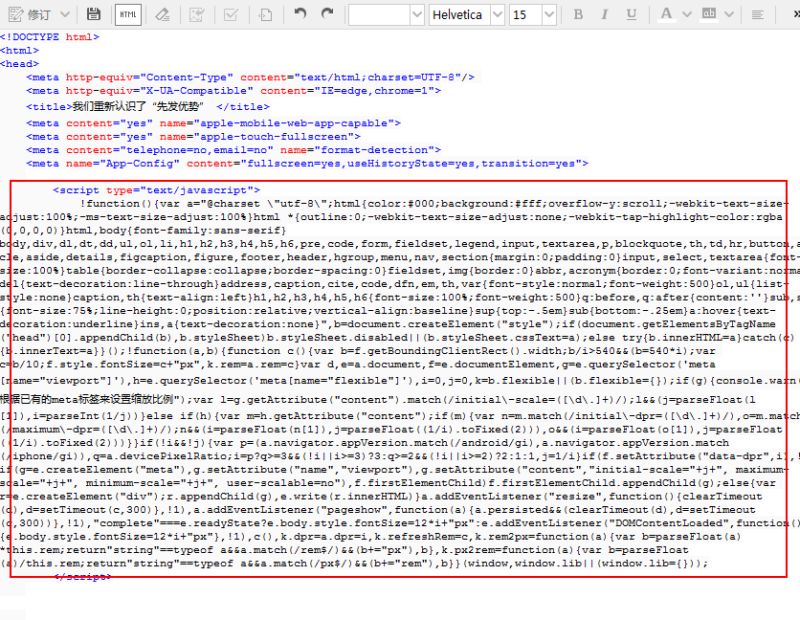 修订 HTML Helvetica 15 B I U A ab »
<!DOCTYPE html>
<html>
<head>
<meta http-equiv="Content-Type" content="text/html;charset=UTF-8"/>
<meta http-equiv="X-UA-Compatible" content="IE=edge,chrome=1">
<title>我们重新认识了“先发优势” </title>
<meta content="yes" name="apple-mobile-web-app-capable">
<meta content="yes" name="apple-touch-fullscreen">
<meta content="telephone=no,email=no" name="format-detection">
<meta name="App-Config" content="fullscreen=yes,useHistoryState=yes,transition=yes">
<script type="text/javascript">
!function(){var a="@charset \"utf-8\";html{color:#000;background:#fff;overflow-y:scroll;-webkit-text-size-
adjust:100%;-ms-text-size-adjust:100%}html *{outline:0;-webkit-text-size-adjust:none;-webkit-tap-highlight-color:rgba
(0,0,0,0)}html,body{font-family:sans-serif}
body,div,dl,dt,dd,ul,ol,li,h1,h2,h3,h4,h5,h6,pre,code,form,fieldset,legend,input,textarea,p,blockquote,th,td,hr,button,a
cle,aside,details,figcaption,figure,footer,header,hgroup,menu,nav,section{margin:0;padding:0}input,select,textarea{font-
size:100%}table{border-collapse:collapse;border-spacing:0}fieldset,img{border:0}abbr,acronym{border:0;font-variant:norma
del{text-decoration:line-through}address,caption,cite,code,dfn,em,th,var{font-style:normal;font-weight:500}ol,ul{list-
style:none}caption,th{text-align:left}h1,h2,h3,h4,h5,h6{font-size:100%;font-weight:500}q:before,q:after{content:''}sub,s
{font-size:75%;line-height:0;position:relative;vertical-align:baseline}sup{top:-.5em}sub{bottom:-.25em}a:hover{text-
decoration:underline}ins,a{text-decoration:none}",b=document.createElement("style");if(document.getElementsByTagName
("head")[0].appendChild(b),b.styleSheet)b.styleSheet.disabled||(b.styleSheet.cssText=a);else try{b.innerHTML=a}catch(c)
{b.innerText=a}}();!function(a,b){function c(){var b=f.getBoundingClientRect().width;b/i>540&&(b=540*i);var
c=b/10;f.style.fontSize=c+"px",k.rem=a.rem=c}var d,e=a.document,f=e.documentElement,g=e.querySelector('meta
[name="viewport"]'),h=e.querySelector('meta[name="flexible"]'),i=0,j=0,k=b.flexible||(b.flexible={});if(g){console.warn(
根据已有的meta标签来设置缩放比例");var l=g.getAttribute("content").match(/initial\-scale=([\d\.]+)/);l&&(j=parseFloat(l
[1]),i=parseInt(1/j))}else if(h){var m=h.getAttribute("content");if(m){var n=m.match(/initial\-dpr=([\d\.]+)/),o=m.match
(/maximum\-dpr=([\d\.]+)/);n&&(i=parseFloat(n[1]),j=parseFloat((1/i).toFixed(2))),o&&(i=parseFloat(o[1]),j=parseFloat
((1/i).toFixed(2)))}}if(!i&&!j){var p=(a.navigator.appVersion.match(/android/gi),a.navigator.appVersion.match
(/iphone/gi)),q=a.devicePixelRatio;i=p?q>=3&&(!i||i>=3)?3:q>=2&&(!i||i>=2)?2:1:1,j=1/i}if(f.setAttribute("data-dpr",i),!
if(g=e.createElement("meta"),g.setAttribute("name","viewport"),g.setAttribute("content","initial-scale="+j+", maximum-
scale="+j+", minimum-scale="+j+", user-scalable=no"),f.firstElementChild)f.firstElementChild.appendChild(g);else{var
r=e.createElement("div");r.appendChild(g),e.write(r.innerHTML)}a.addEventListener("resize",function(){clearTimeout
(d),d=setTimeout(c,300)},!1),a.addEventListener("pageshow",function(a){a.persisted&&(clearTimeout(d),d=setTimeout
(c,300))},!1),"complete"===e.readyState?e.body.style.fontSize=12*i+"px":e.addEventListener("DOMContentLoaded",function()
{e.body.style.fontSize=12*i+"px"},!1),c(),k.dpr=a.dpr=i,k.refreshRem=c,k.rem2px=function(a){var b=parseFloat(a)
*this.rem;return"string"==typeof a&&a.match(/rem$/)&&(b+="px"),b},k.px2rem=function(a){var b=parseFloat
(a)/this.rem;return"string"==typeof a&&a.match(/px$/)&&(b+="rem"),b}}(window,window.lib||(window.lib={}));
</script>